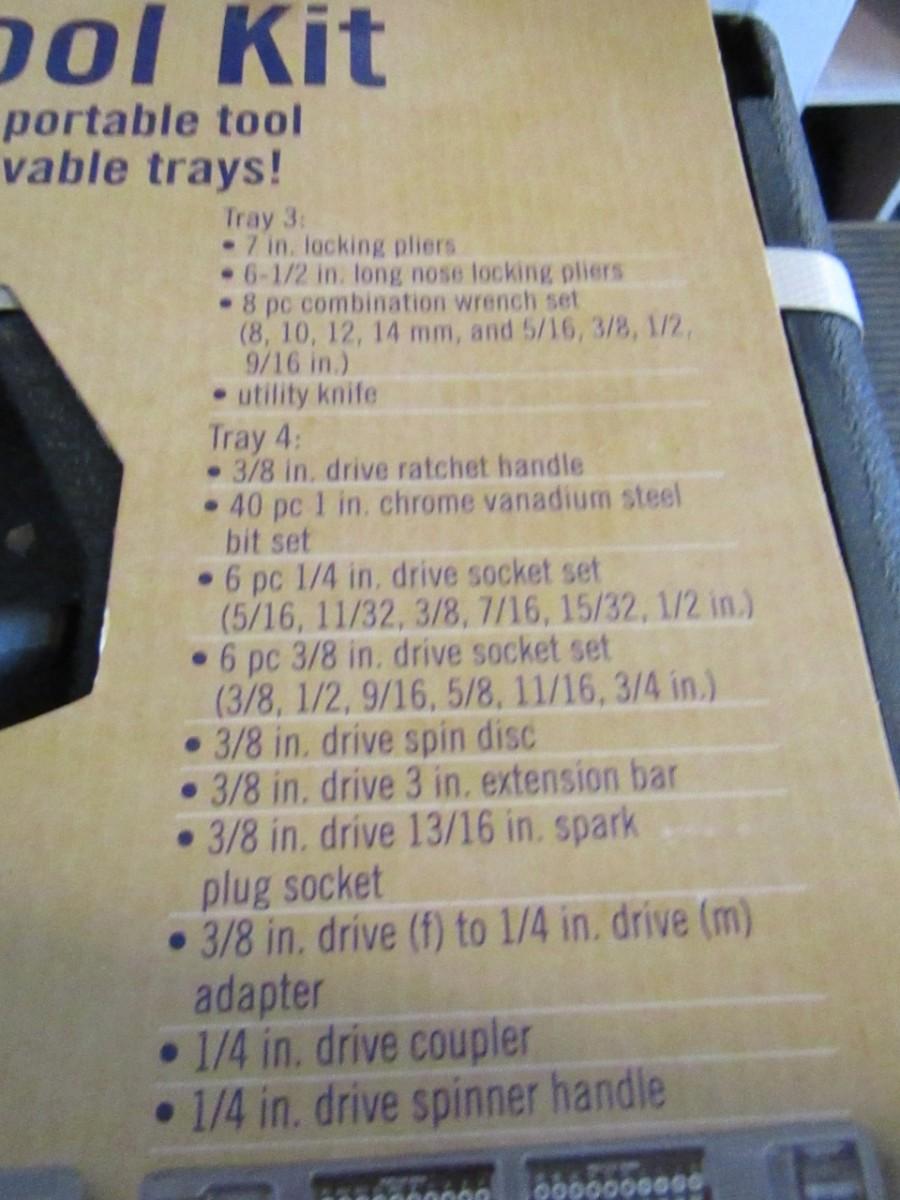 ool Kit
portable tool
vable trays!
Tray 3:
• 7 in. locking pliers
• 6-1/2 in. long nose locking pliers
• 8 pc combination wrench set
(8, 10, 12, 14 mm, and 5/16, 3/8, 1/2,
9/16 in.)
• utility knife
Tray 4:
• 3/8 in. drive ratchet handle
• 40 pc 1 in. chrome vanadium steel
bit set
• 6 pc 1/4 in. drive socket set
(5/16, 11/32, 3/8, 7/16, 15/32, 1/2 in.)
• 6 pc 3/8 in. drive socket set
(3/8, 1/2, 9/16, 5/8, 11/16, 3/4 in.)
• 3/8 in. drive spin disc
• 3/8 in. drive 3 in. extension bar
• 3/8 in. drive 13/16 in. spark
plug socket
• 3/8 in. drive (f) to 1/4 in. drive (m)
adapter
• 1/4 in. drive coupler
• 1/4 in. drive spinner handle